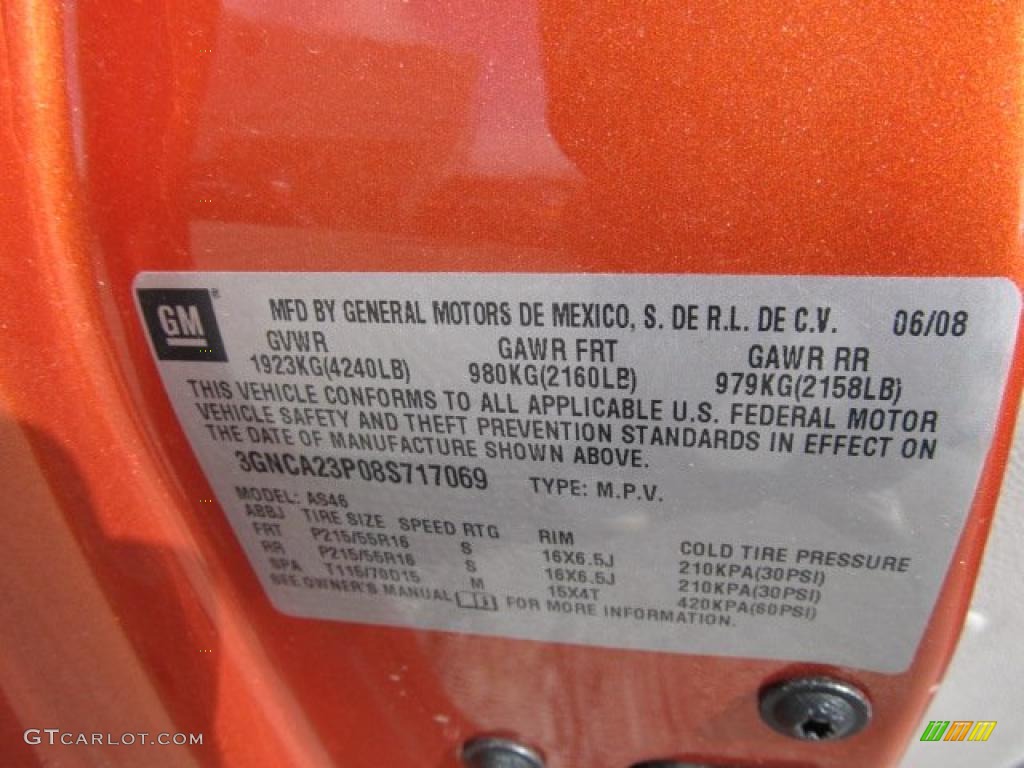 GM ®
MFD BY GENERAL MOTORS DE MEXICO, S. DE R.L. DE C.V. 06/08
GVWR GAWR FRT GAWR RR
1923KG(4240LB) 980KG(2160LB) 979KG(2158LB)
THIS VEHICLE CONFORMS TO ALL APPLICABLE U.S. FEDERAL MOTOR
VEHICLE SAFETY AND THEFT PREVENTION STANDARDS IN EFFECT ON
THE DATE OF MANUFACTURE SHOWN ABOVE.
3GNCA23P08S717069 TYPE: M.P.V.
MODEL: AS46
ABBJ TIRE SIZE SPEED RTG RIM COLD TIRE PRESSURE
FRT P215/55R16 S 16X6.5J 210KPA(30PSI)
RR P215/55R16 S 16X6.5J 210KPA(30PSI)
SPA T115/70D15 M 15X4T 420KPA(60PSI)
SEE OWNER'S MANUAL FOR MORE INFORMATION.
GTCARLOT.COM